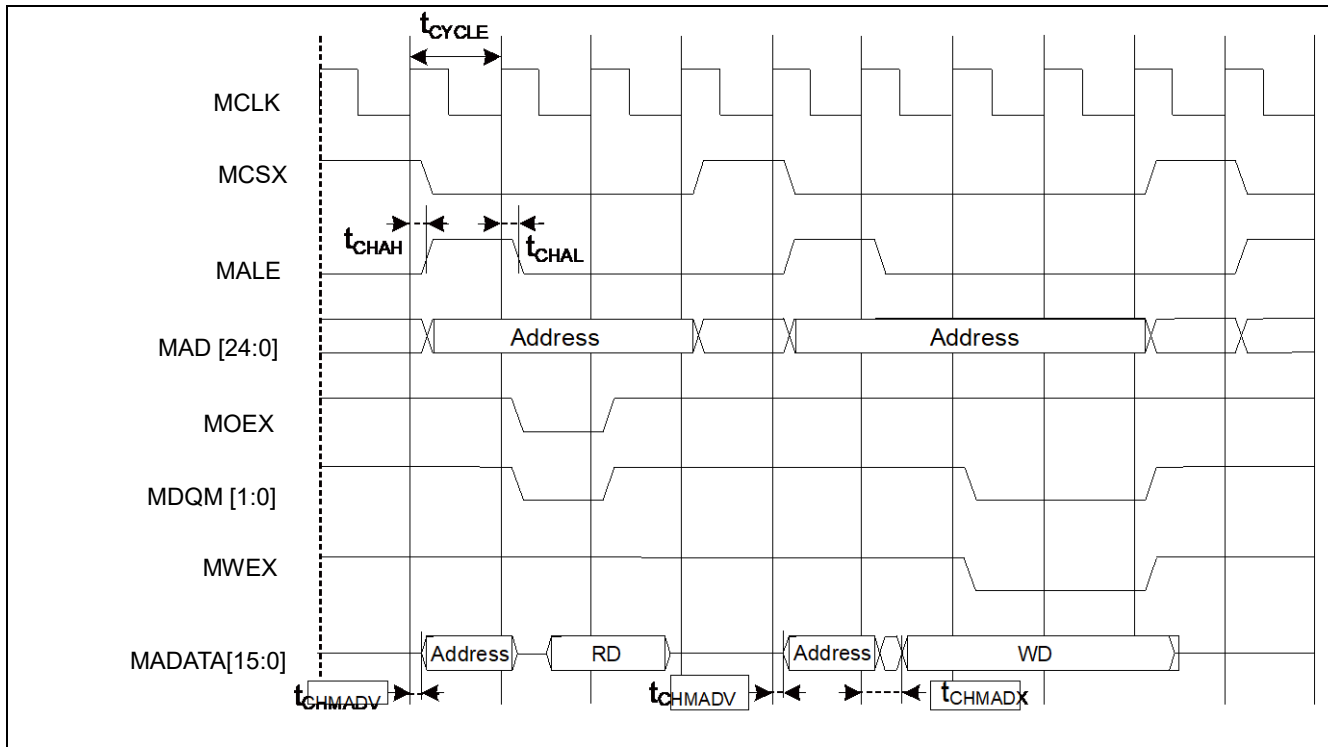 tCYCLE
MCLK
MCSX
tCHAH
tCHAL
MALE
MAD [24:0]
Address
Address
MOEX
MDQM [1:0]
MWEX
MADATA[15:0]
Address
RD
Address
WD
tCHMADV
tCHMADV
tCHMADX